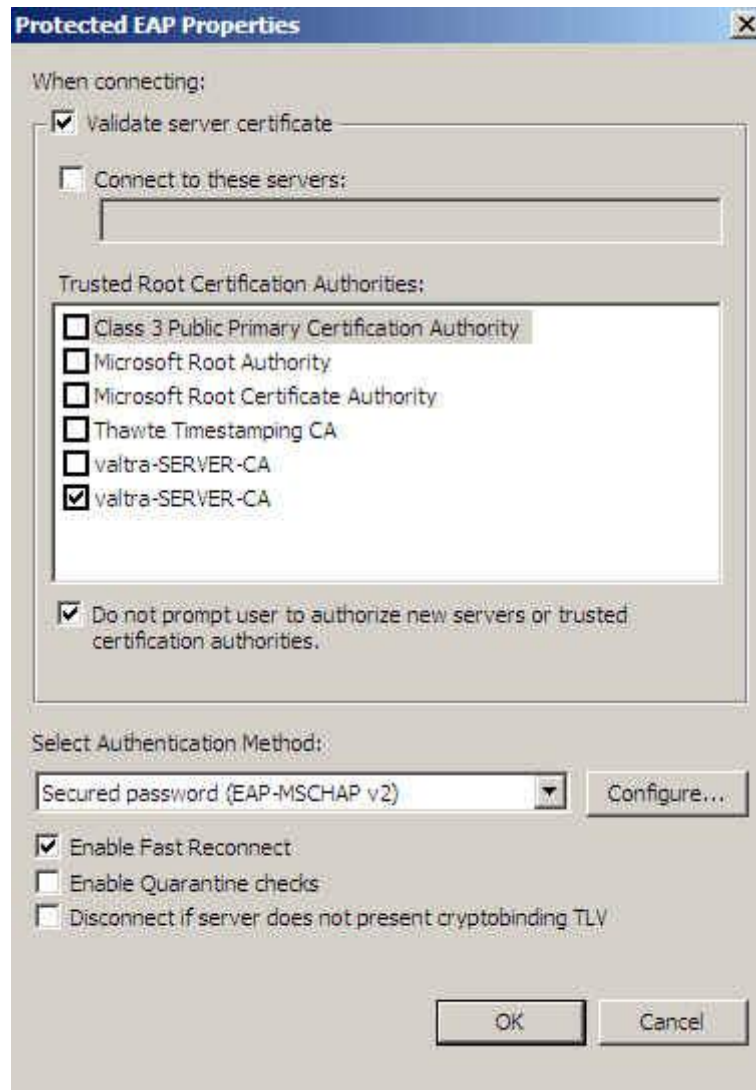 Protected EAP Properties
When connecting:
Validate server certificate
Connect to these servers:
Trusted Root Certification Authorities:
Class 3 Public Primary Certification Authority
Microsoft Root Authority
Microsoft Root Certificate Authority
Thawte Timestamping CA
valtra-SERVER-CA
valtra-SERVER-CA
Do not prompt user to authorize new servers or trusted
certification authorities.
Select Authentication Method:
Secured password (EAP-MSCHAP v2)
Configure...
Enable Fast Reconnect
Enable Quarantine checks
Disconnect if server does not present cryptobinding TLV
OK
Cancel